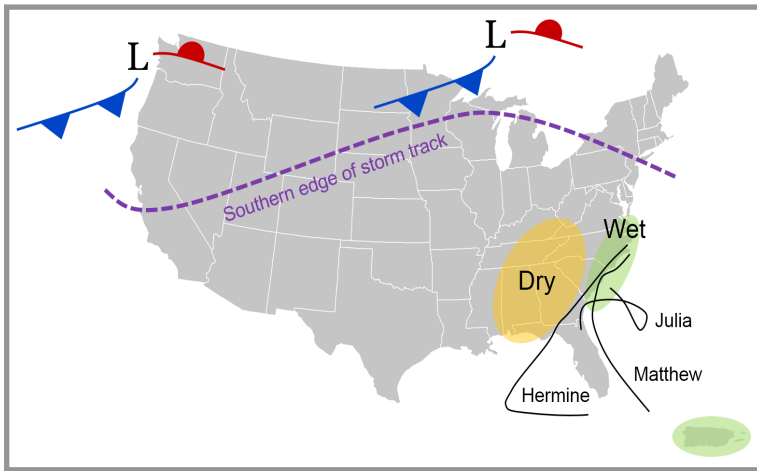 L
L
Southern edge of storm track
Wet
Dry
Julia
Matthew
Hermine